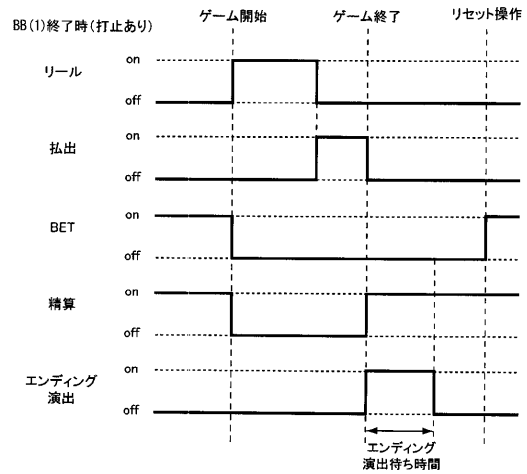 BB(1)終了時(打止あり)
ゲーム開始 ゲーム終了 リセット操作
リール on
off
払出 on
off
BET on
off
精算 on
off
エンディング
演出
on
off
エンディング
演出待ち時間